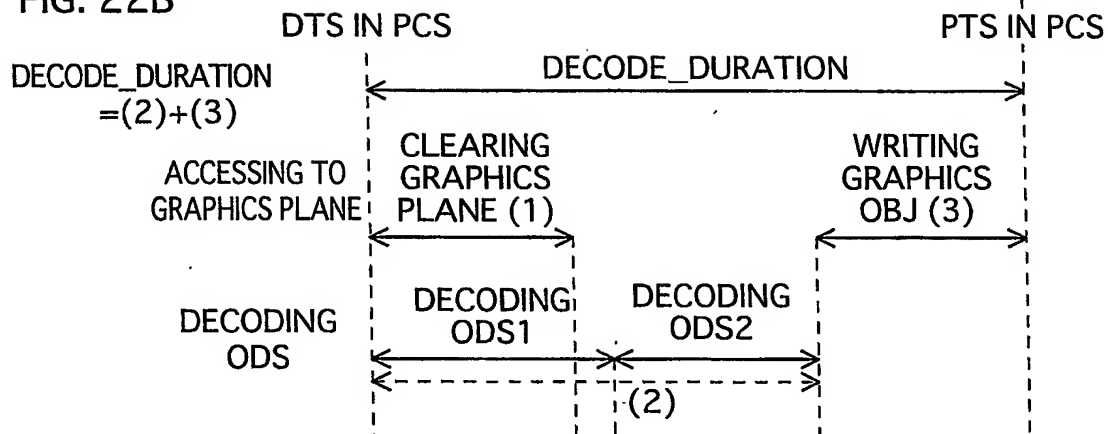 FIG. 22B
DTS IN PCS
PTS IN PCS
DECODE_DURATION
=(2)+(3)
DECODE_DURATION
ACCESSING TO
GRAPHICS PLANE
CLEARING
GRAPHICS
PLANE (1)
WRITING
GRAPHICS
OBJ (3)
DECODING
ODS
DECODING
ODS1
DECODING
ODS2
(2)